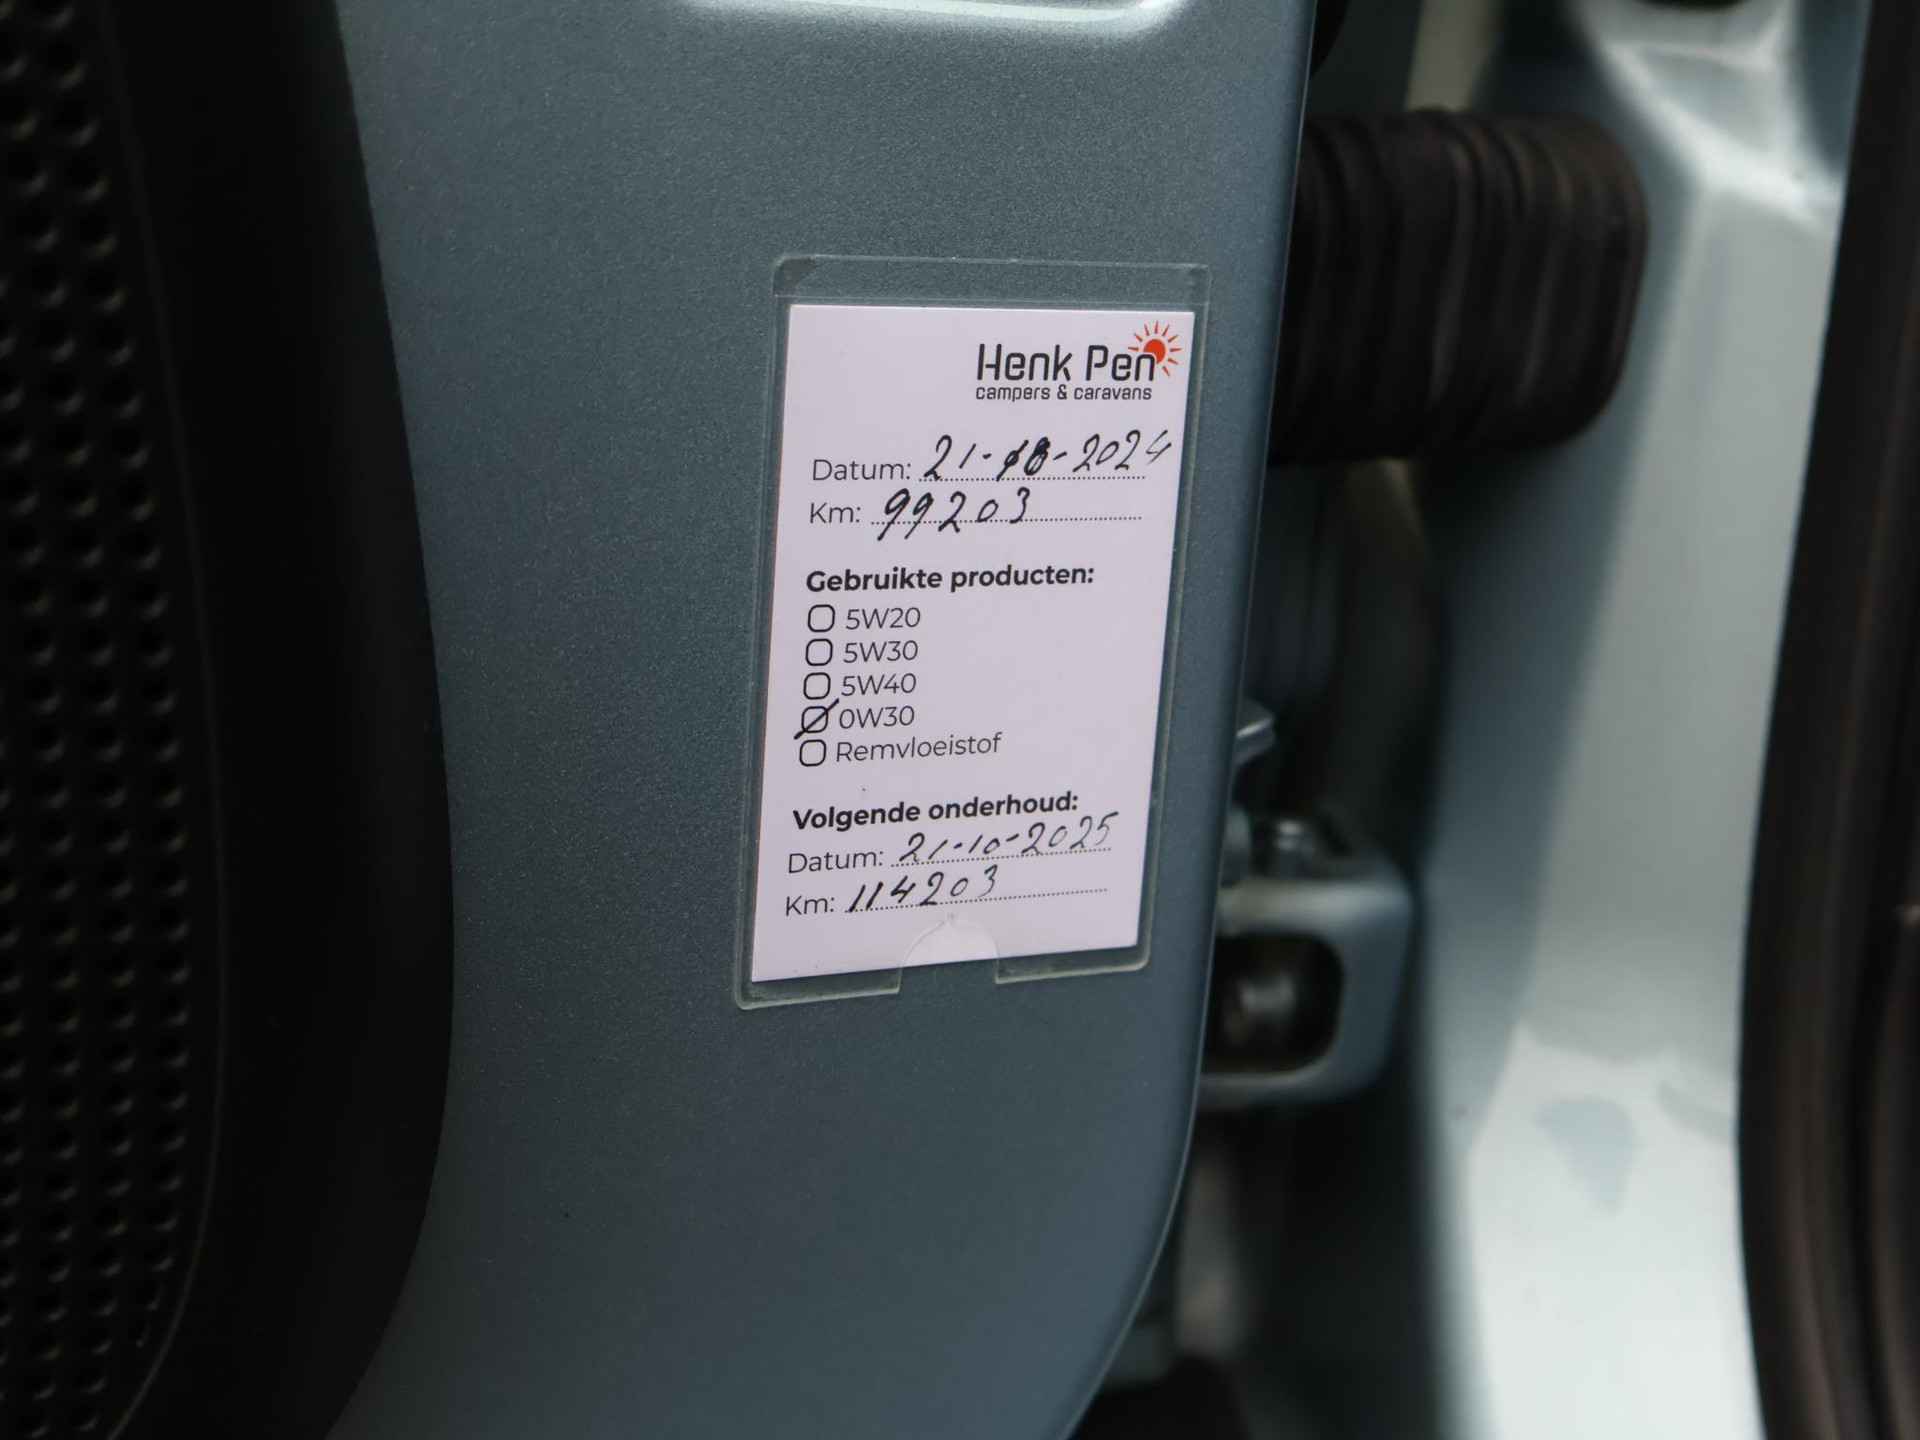 Henk Pen
campers & caravans
Datum: 21- -2024
Km: 99203
Gebruikte producten:
5W20
5W30
5W40
0W30
Remvloeistof
Volgende onderhoud:
Datum: 21-10-2025
Km: 114203